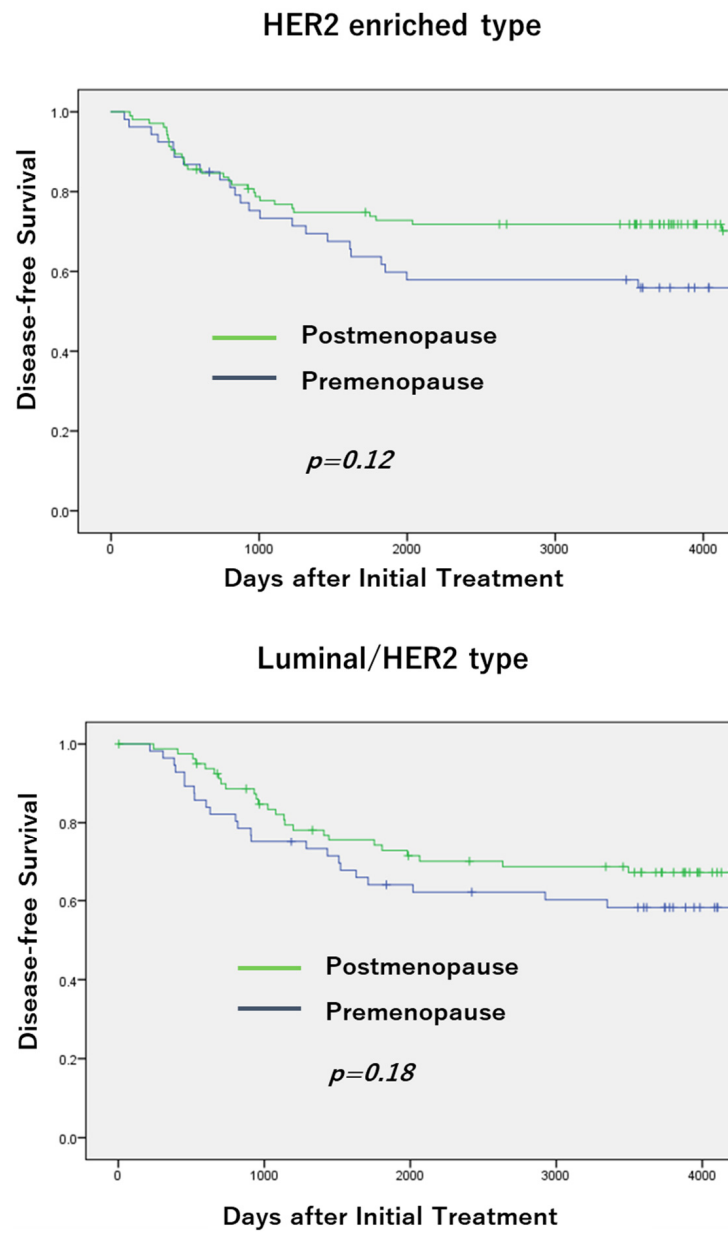 HER2 enriched type
Disease-free Survival
1.0
0.8
0.6
0.4
0.2
0.0
Postmenopause
Premenopause
p=0.12
0 1000 2000 3000 4000
Days after Initial Treatment
Luminal/HER2 type
Disease-free Survival
1.0
0.8
0.6
0.4
0.2
0.0
Postmenopause
Premenopause
p=0.18
0 1000 2000 3000 4000
Days after Initial Treatment